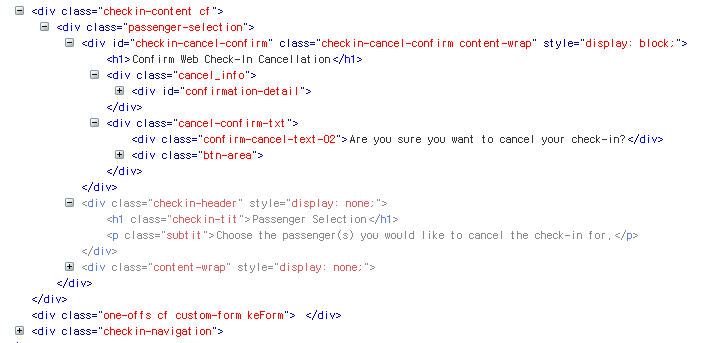 <div class="checkin-content cf">
<div class="passenger-selection">
<div id="checkin-cancel-confirm" class="checkin-cancel-confirm content-wrap" style="display: block;">
<h1>Confirm Web Check-In Cancellation</h1>
<div class="cancel_info">
<div id="confirmation-detail">
</div>
<div class="cancel-confirm-txt">
<div class="confirm-cancel-text-02">Are you sure you want to cancel your check-in?</div>
<div class="btn-area">
</div>
</div>
<div class="checkin-header" style="display: none;">
<h1 class="checkin-tit">Passenger Selection</h1>
<p class="subtit">Choose the passenger(s) you would like to cancel the check-in for.</p>
</div>
<div class="content-wrap" style="display: none;">
</div>
</div>
<div class="one-offs cf custom-form keForm"> </div>
<div class="checkin-navigation">